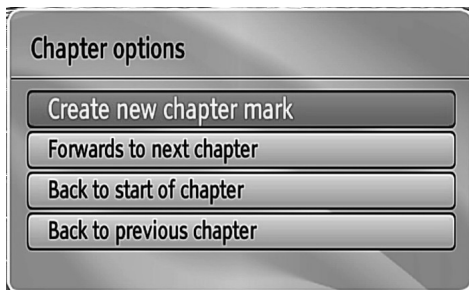 Chapter options
Create new chapter mark
Forwards to next chapter
Back to start of chapter
Back to previous chapter